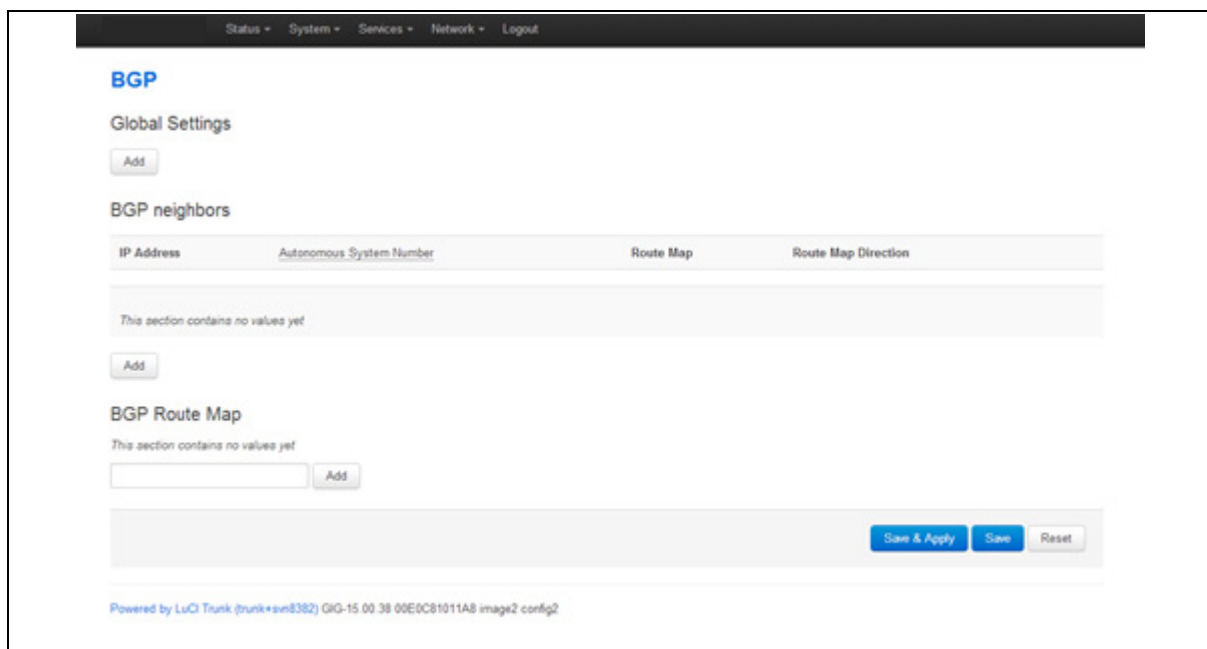 Status System Services Network Logout
BGP
Global Settings
Add
BGP neighbors
IP Address Autonomous System Number Route Map Route Map Direction
This section contains no values yet
Add
BGP Route Map
This section contains no values yet
Add
Save & Apply Save Reset
Powered by LuCI Trunk (trunk+svn8382) GIG-15.00.38 00E0C81011A8 image2 config2